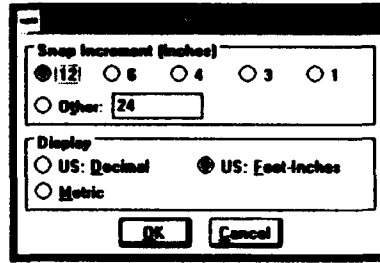 Snap Increment (Inches)
12 6 4 3 1
Other: 24
Display
US: Decimal US: Feet-Inches
Metric
OK Cancel